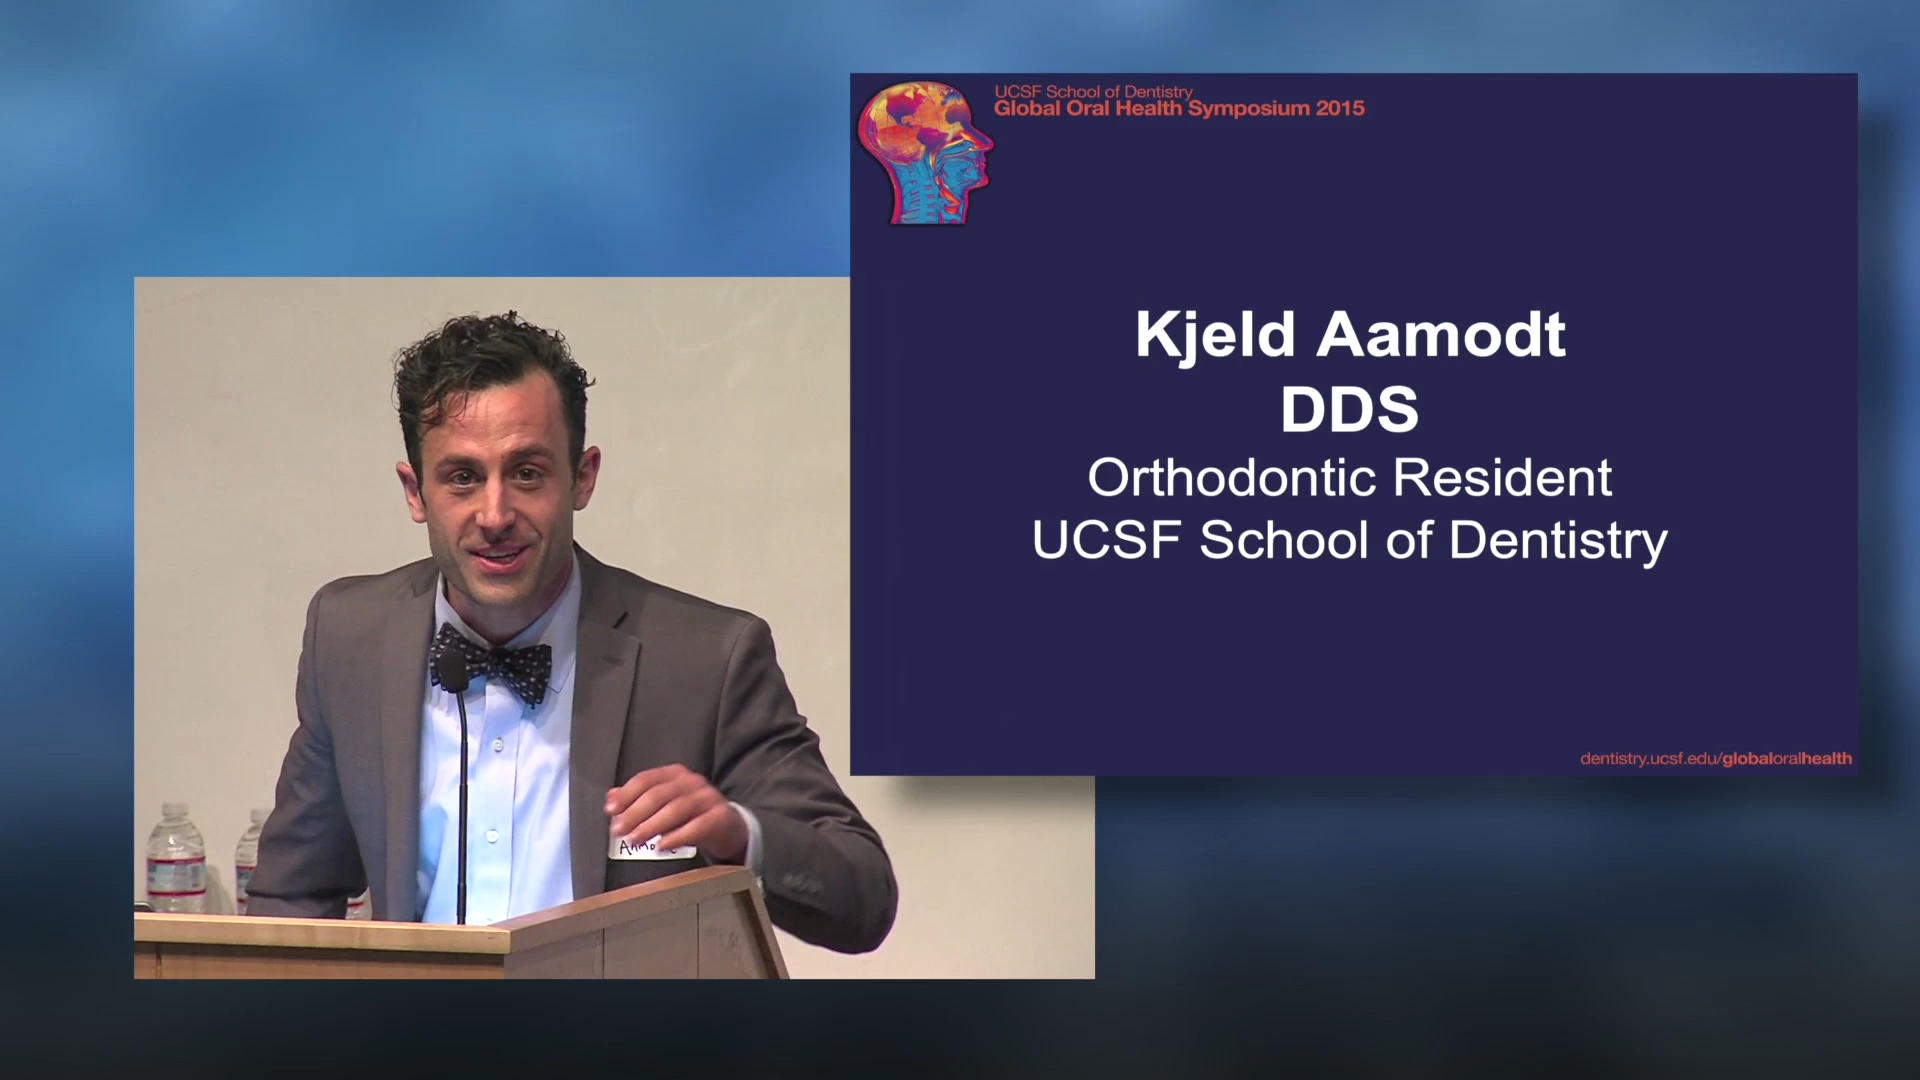 UCSF School of Dentistry
Global Oral Health Symposium 2015
Kjeld Aamodt
DDS
Orthodontic Resident
UCSF School of Dentistry
dentistry.ucsf.edu/globaloralhealth